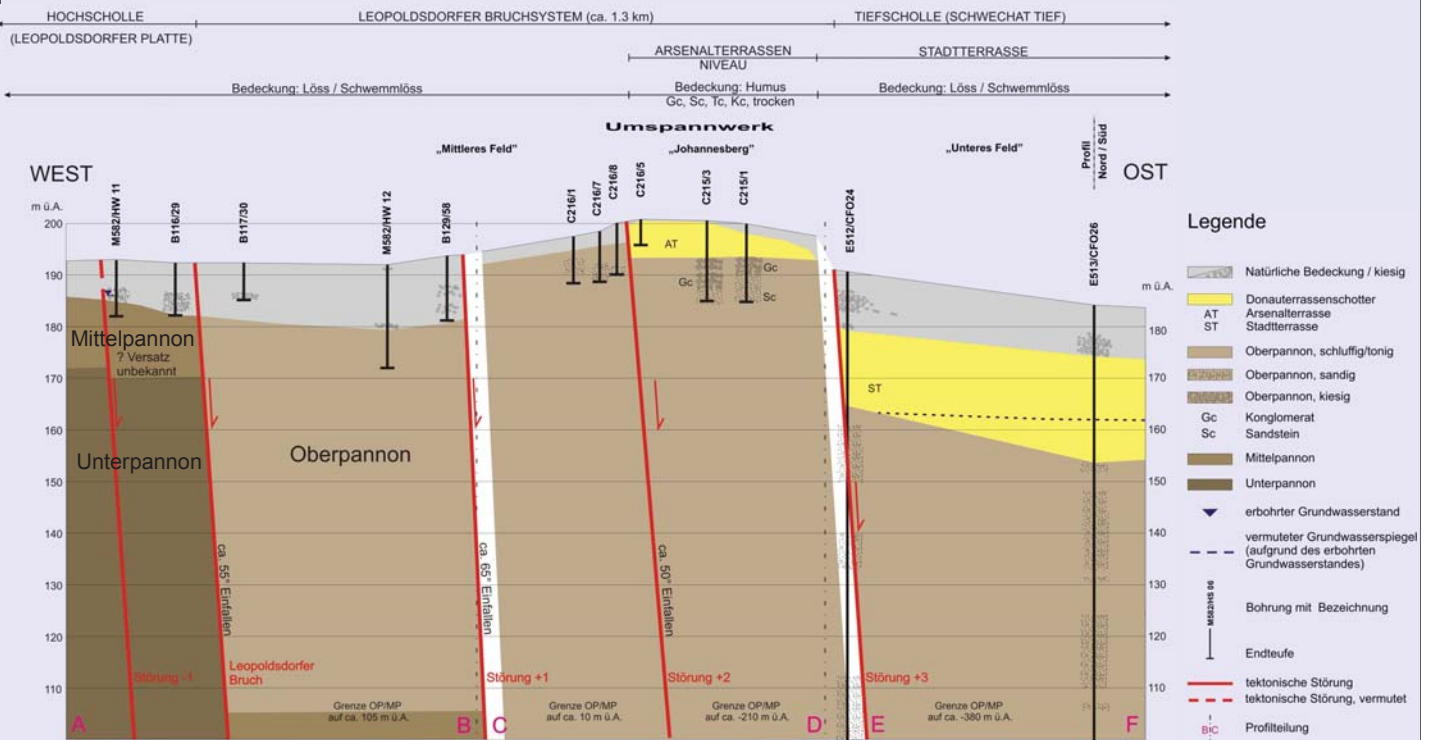 HOCHSCHOLLE
LEOPOLDSDORFER BRUCHSYSTEM (ca. 1.3 km)
TIEFSCHOLLE (SCHWECHAT TIEF)
(LEOPOLDSDORFER PLATTE)
ARSENALTERRASSEN
NIVEAU
STADTTERRASSE
Bedeckung: Löss / Schwemmlöss
Bedeckung: Humus
Gc, Sc, Tc, Kc, trocken
Bedeckung: Löss / Schwemmlöss
Umspannwerk
„Mittleres Feld"
„Johannesberg"
„Unteres Feld"
Profil
Nord / Süd
WEST
OST
m ü.A.
M582/HW 11
B116/29
B117/30
M582/HW 12
B129/58
C216/1
C216/7
C216/8
C216/5
C215/3
C215/1
E512/CFO24
E513/CFO26
200
190
180
170
160
150
140
130
120
110
m ü.A.
180
170
160
150
140
130
120
110
AT
Gc
Gc
Sc
ST
Mittelpannon
? Versatz
unbekannt
Unterpannon
Oberpannon
ca. 55° Einfallen
ca. 65° Einfallen
ca. 50° Einfallen
Störung -1
Leopoldsdorfer
Bruch
Störung +1
Störung +2
Störung +3
Grenze OP/MP
auf ca. 105 m ü.A.
Grenze OP/MP
auf ca. 10 m ü.A.
Grenze OP/MP
auf ca. -210 m ü.A.
Grenze OP/MP
auf ca. -380 m ü.A.
A
B
C
D
E
F
Legende
Natürliche Bedeckung / kiesig
Donauterrassenschotter
AT Arsenalterrasse
ST Stadtterrasse
Oberpannon, schluffig/tonig
Oberpannon, sandig
Oberpannon, kiesig
Gc Konglomerat
Sc Sandstein
Mittelpannon
Unterpannon
erbohrter Grundwasserstand
vermuteter Grundwasserspiegel
(aufgrund des erbohrten
Grundwasserstandes)
M582/HS 06
Bohrung mit Bezeichnung
Endteufe
tektonische Störung
tektonische Störung, vermutet
B C Profilteilung